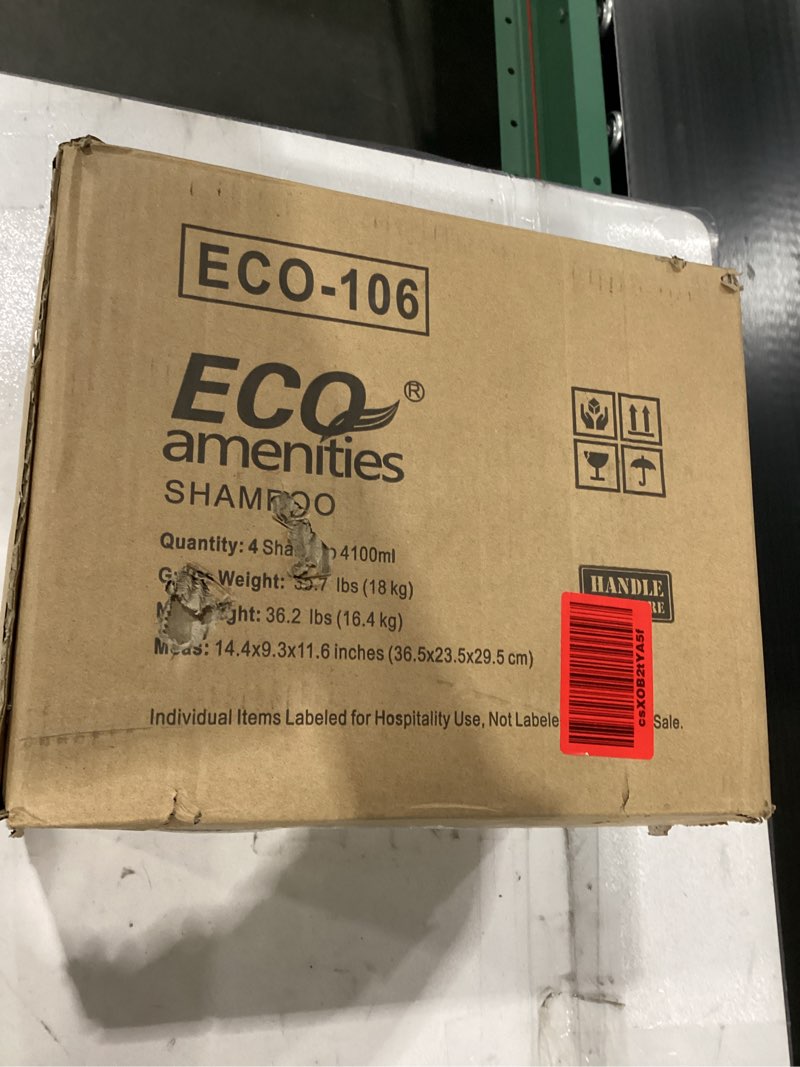 ECO-106
ECO®
amenities
SHAMPOO
Quantity: 4 4100ml
Weight: lbs (18 kg)
36.2 lbs (16.4 kg)
Meas: 14.4x9.3x11.6 inches (36.5x23.5x29.5 cm)
HANDLE
csXOB2tYA5f
Individual Items Labeled for Hospitality Use, Not Labele Sale.